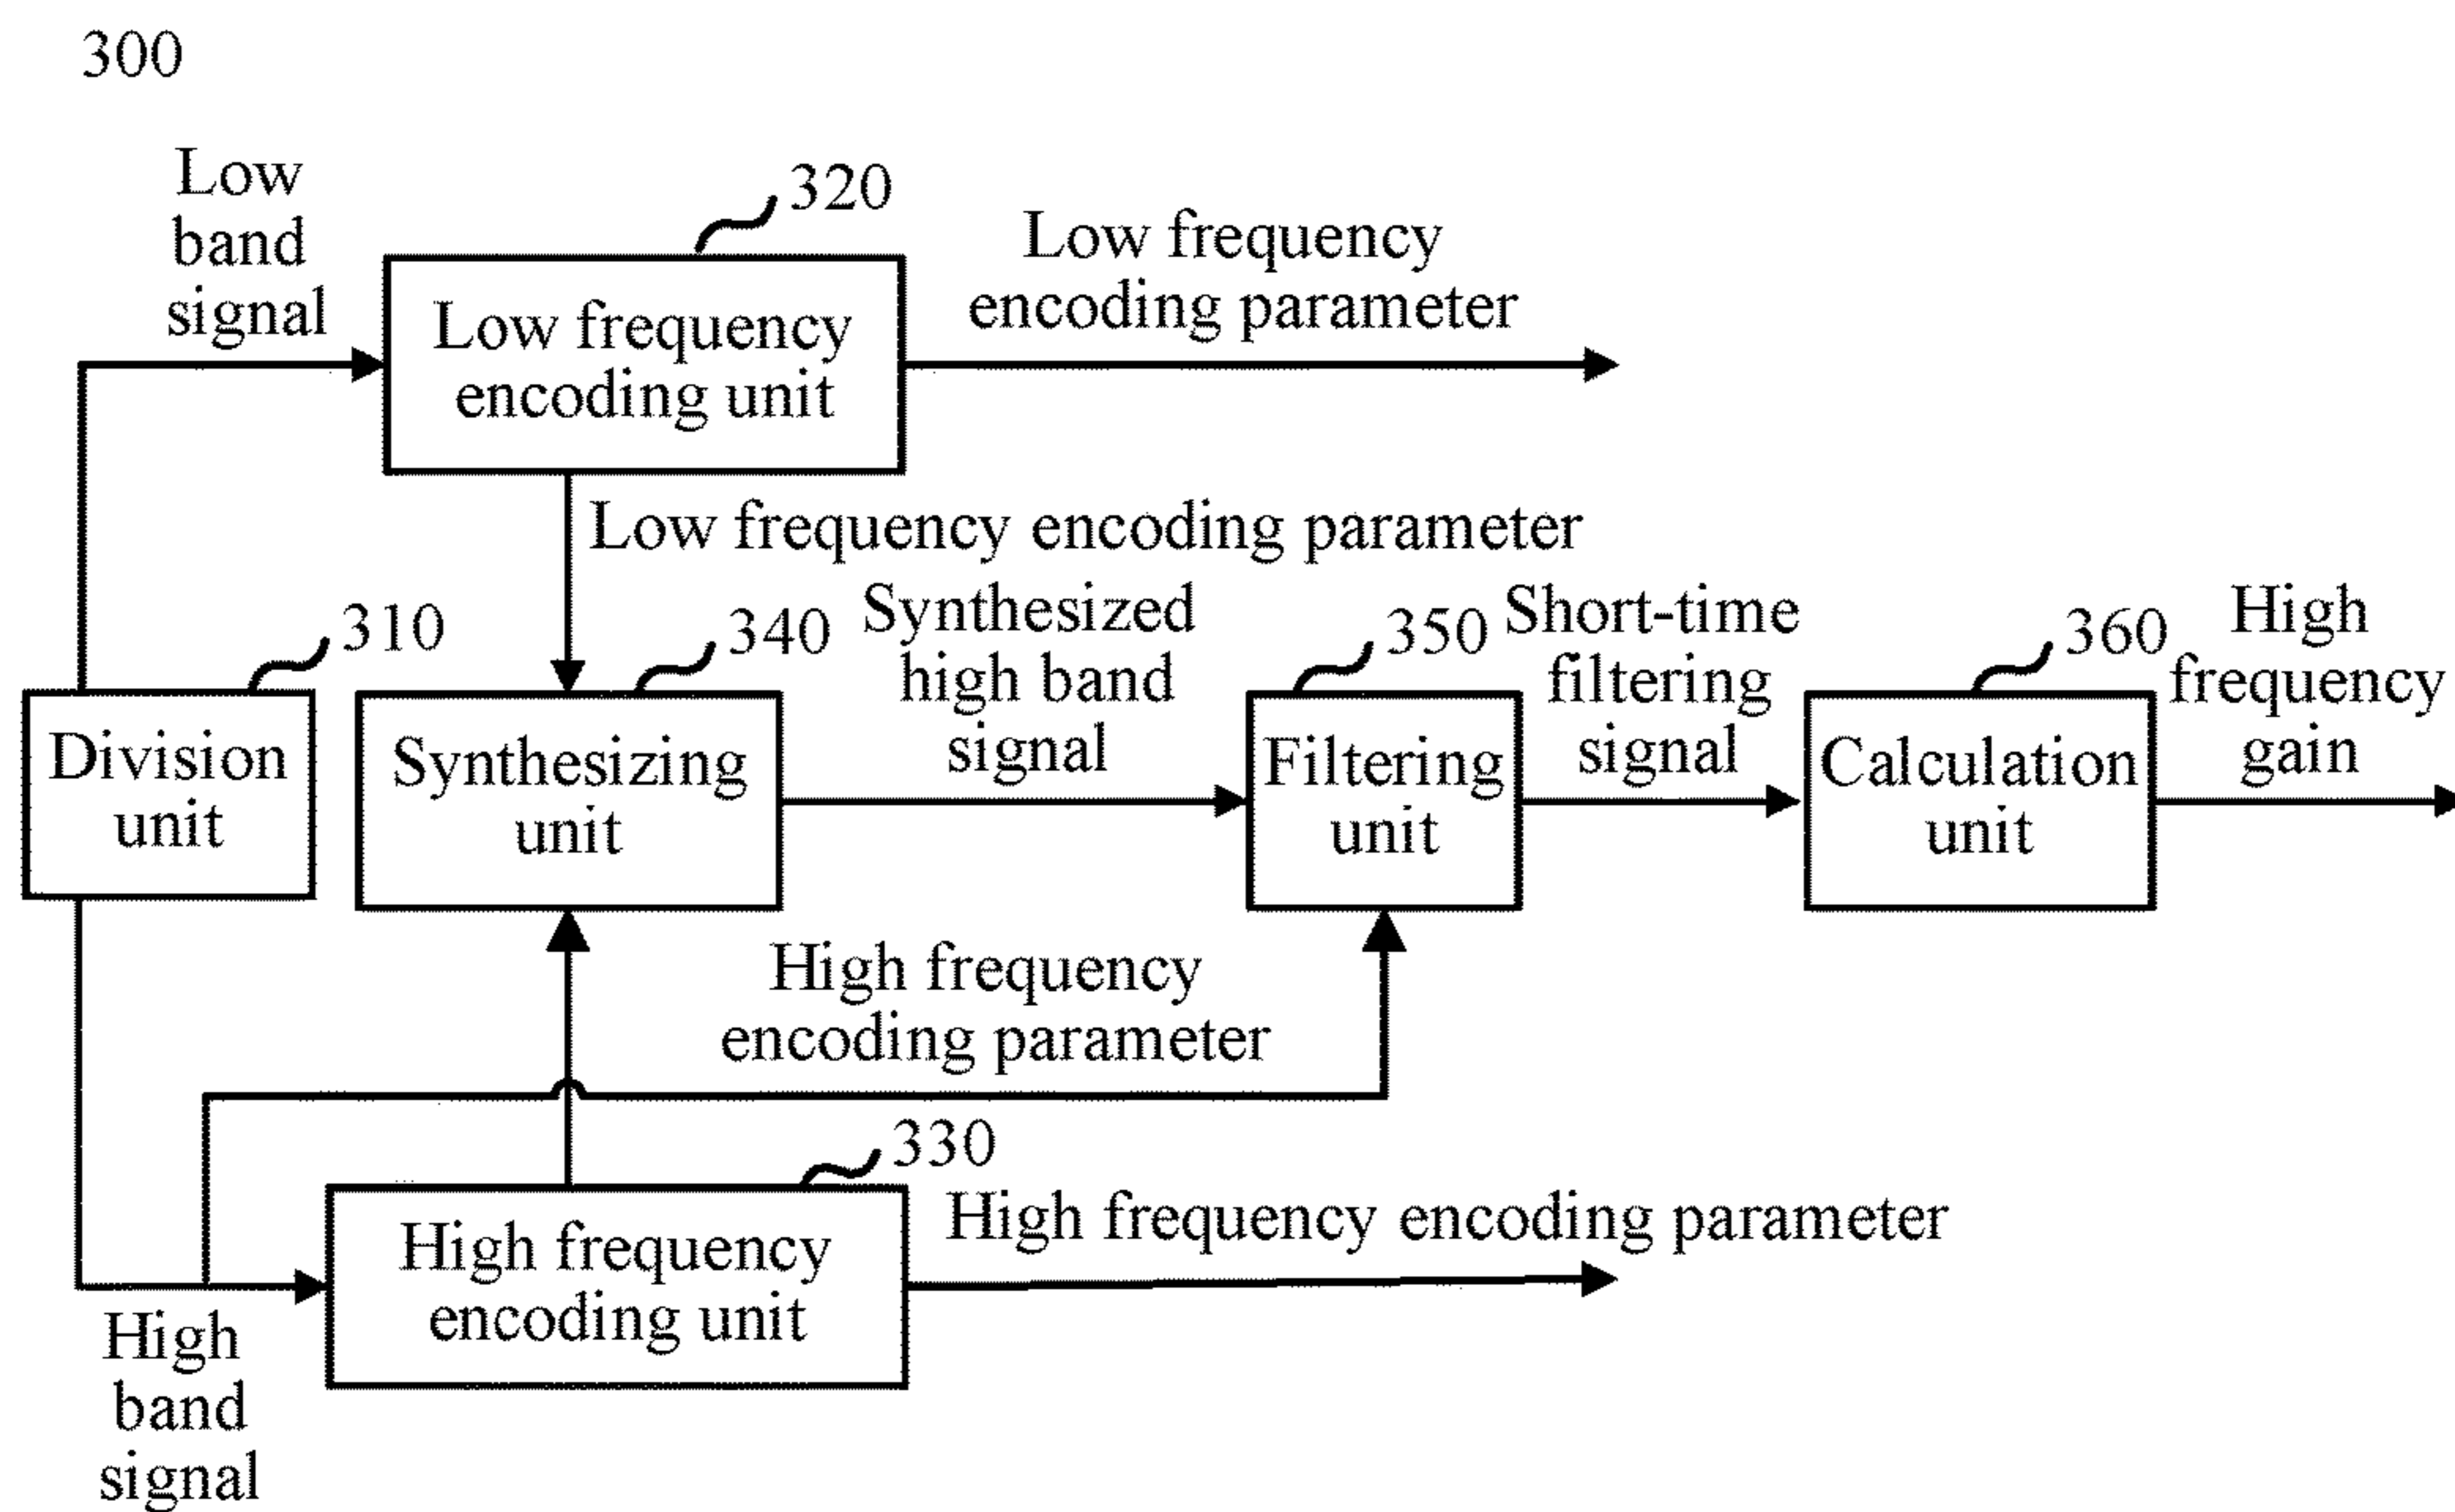 300
Low
band
signal
320
Low frequency
encoding parameter
Low frequency
encoding unit
Low frequency encoding parameter
310
340
Synthesized
high band
signal
350
Short-time
filtering
signal
360
High
frequency
gain
Division
unit
Synthesizing
unit
Filtering
unit
Calculation
unit
High frequency
encoding parameter
330
High frequency
encoding unit
High frequency encoding parameter
High
band
signal